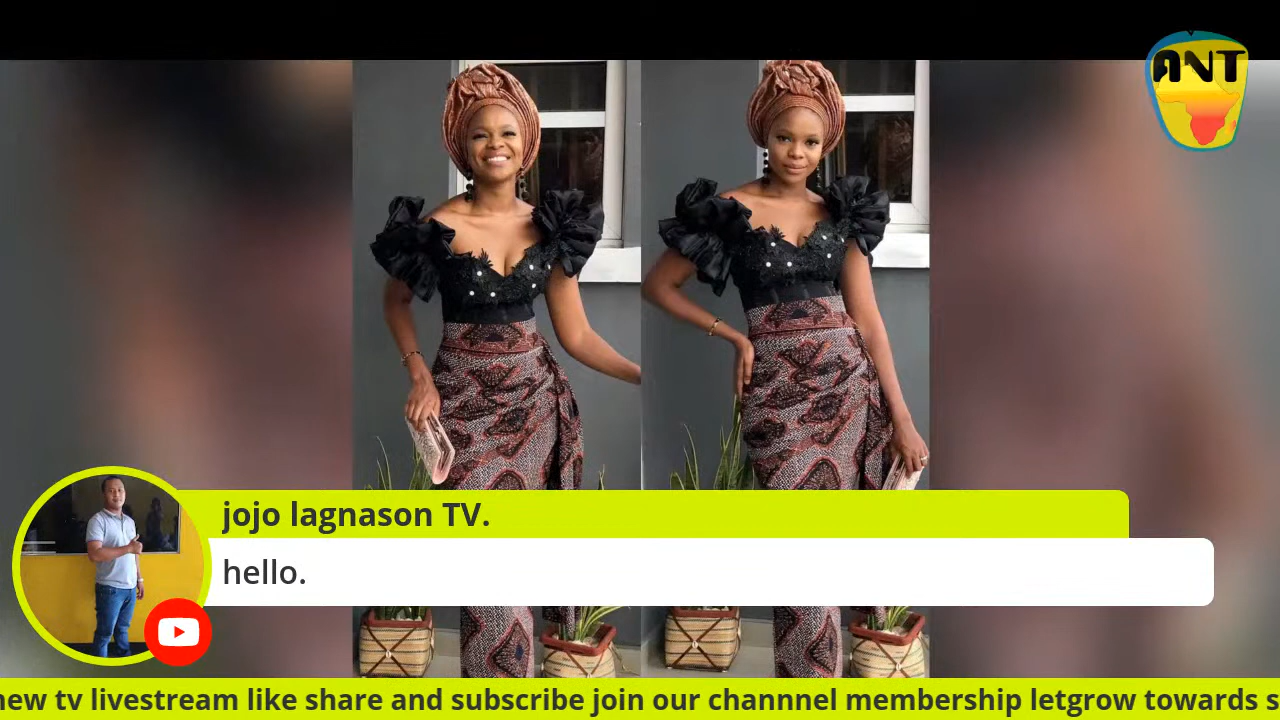 ANT
jojo lagnason TV.
hello.
new tv livestream like share and subscribe join our channnel membership letgrow towards s